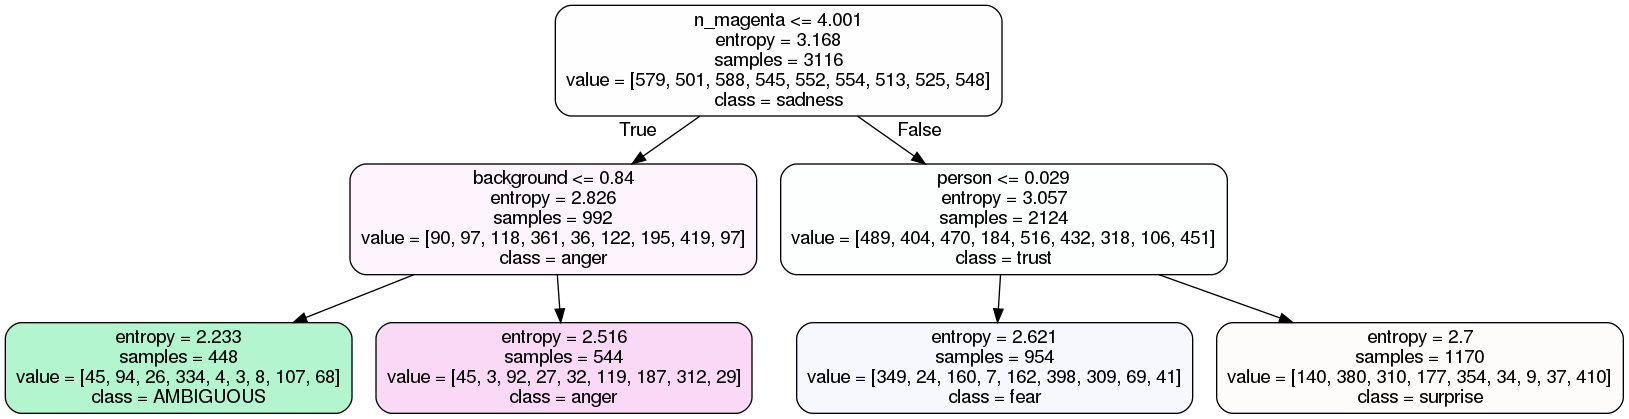 n_magenta <= 4.001
entropy = 3.168
samples = 3116
value = [579, 501, 588, 545, 552, 554, 513, 525, 548]
class = sadness
True
False
background <= 0.84
entropy = 2.826
samples = 992
value = [90, 97, 118, 361, 36, 122, 195, 419, 97]
class = anger
person <= 0.029
entropy = 3.057
samples = 2124
value = [489, 404, 470, 184, 516, 432, 318, 106, 451]
class = trust
entropy = 2.233
samples = 448
value = [45, 94, 26, 334, 4, 3, 8, 107, 68]
class = AMBIGUOUS
entropy = 2.516
samples = 544
value = [45, 3, 92, 27, 32, 119, 187, 312, 29]
class = anger
entropy = 2.621
samples = 954
value = [349, 24, 160, 7, 162, 398, 309, 69, 41]
class = fear
entropy = 2.7
samples = 1170
value = [140, 380, 310, 177, 354, 34, 9, 37, 410]
class = surprise